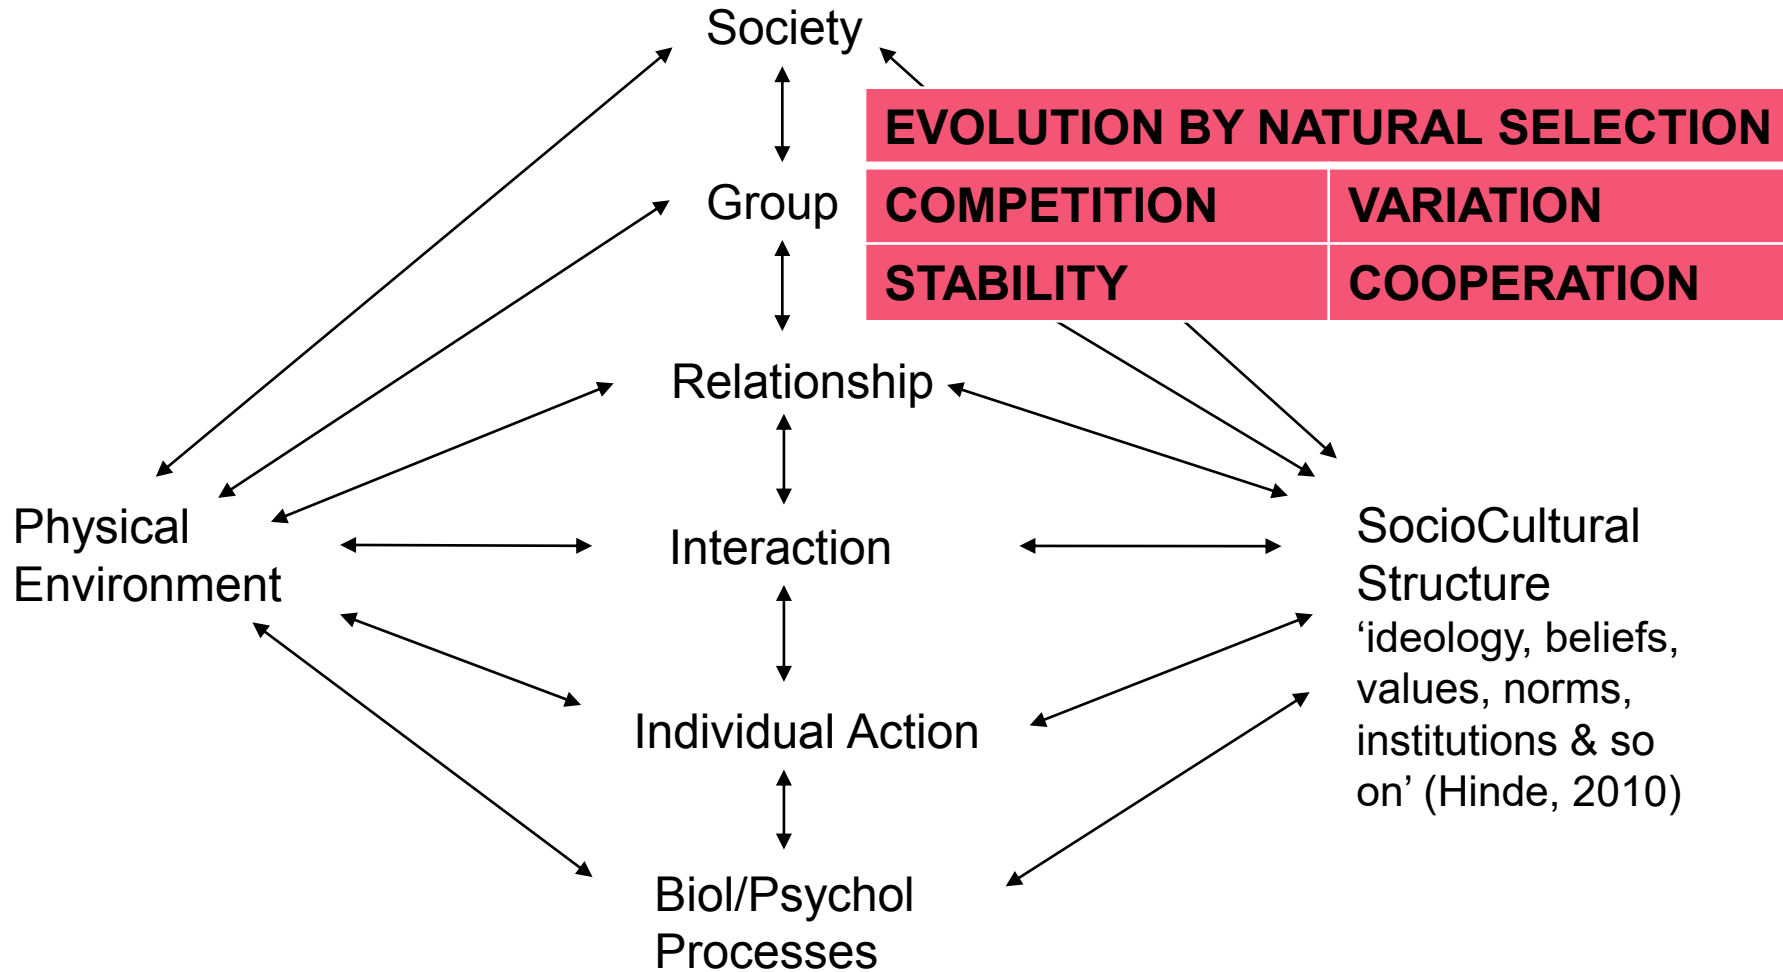 Society
EVOLUTION BY NATURAL SELECTION
Group
COMPETITION
VARIATION
STABILITY
COOPERATION
Relationship
Physical
Environment
Interaction
SocioCultural
Structure
‘ideology, beliefs,
values, norms,
institutions & so
on’ (Hinde, 2010)
Individual Action
Biol/Psychol
Processes